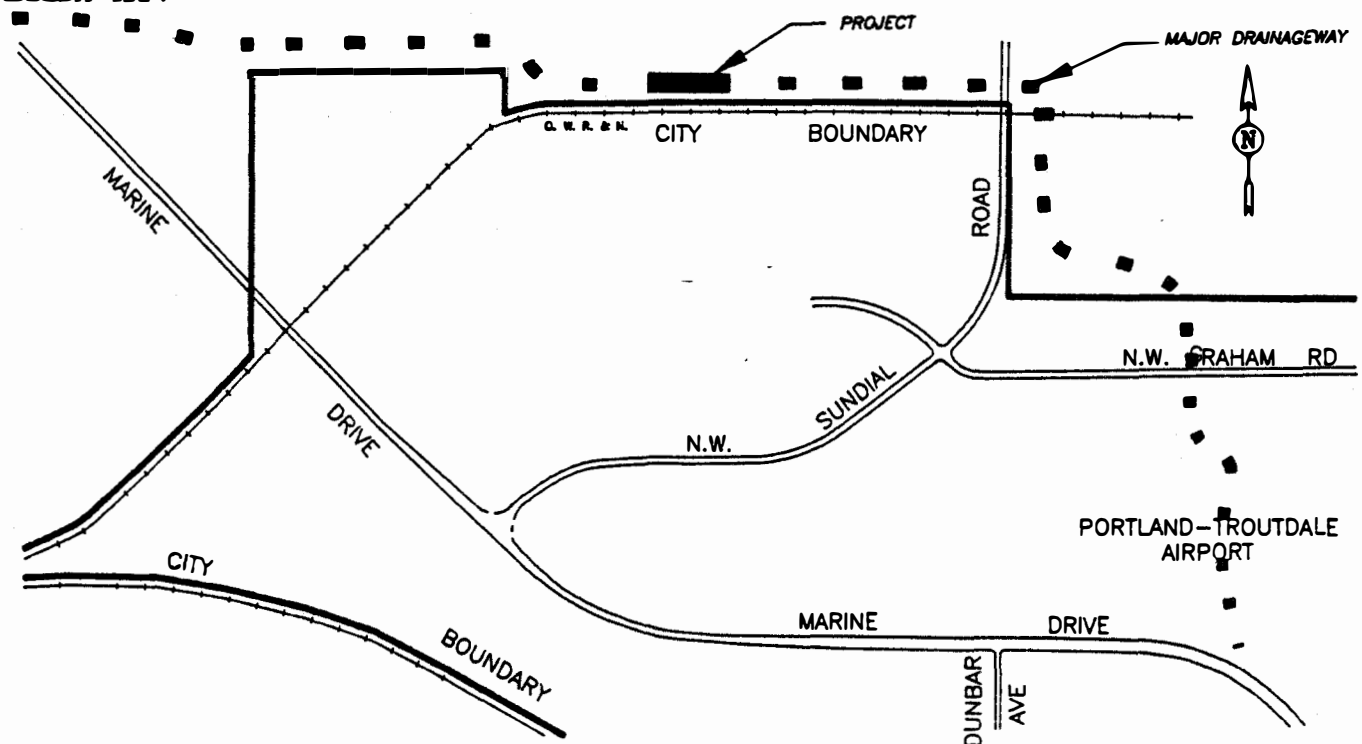 PROJECT
MAJOR DRAINAGEWAY
O. W. R. & N.
CITY BOUNDARY
N
MARINE
ROAD
N.W. GRAHAM RD
DRIVE
SUNDIAL
N.W.
PORTLAND-TROUTDALE
AIRPORT
CITY
BOUNDARY
MARINE DRIVE
DUNBAR
AVE